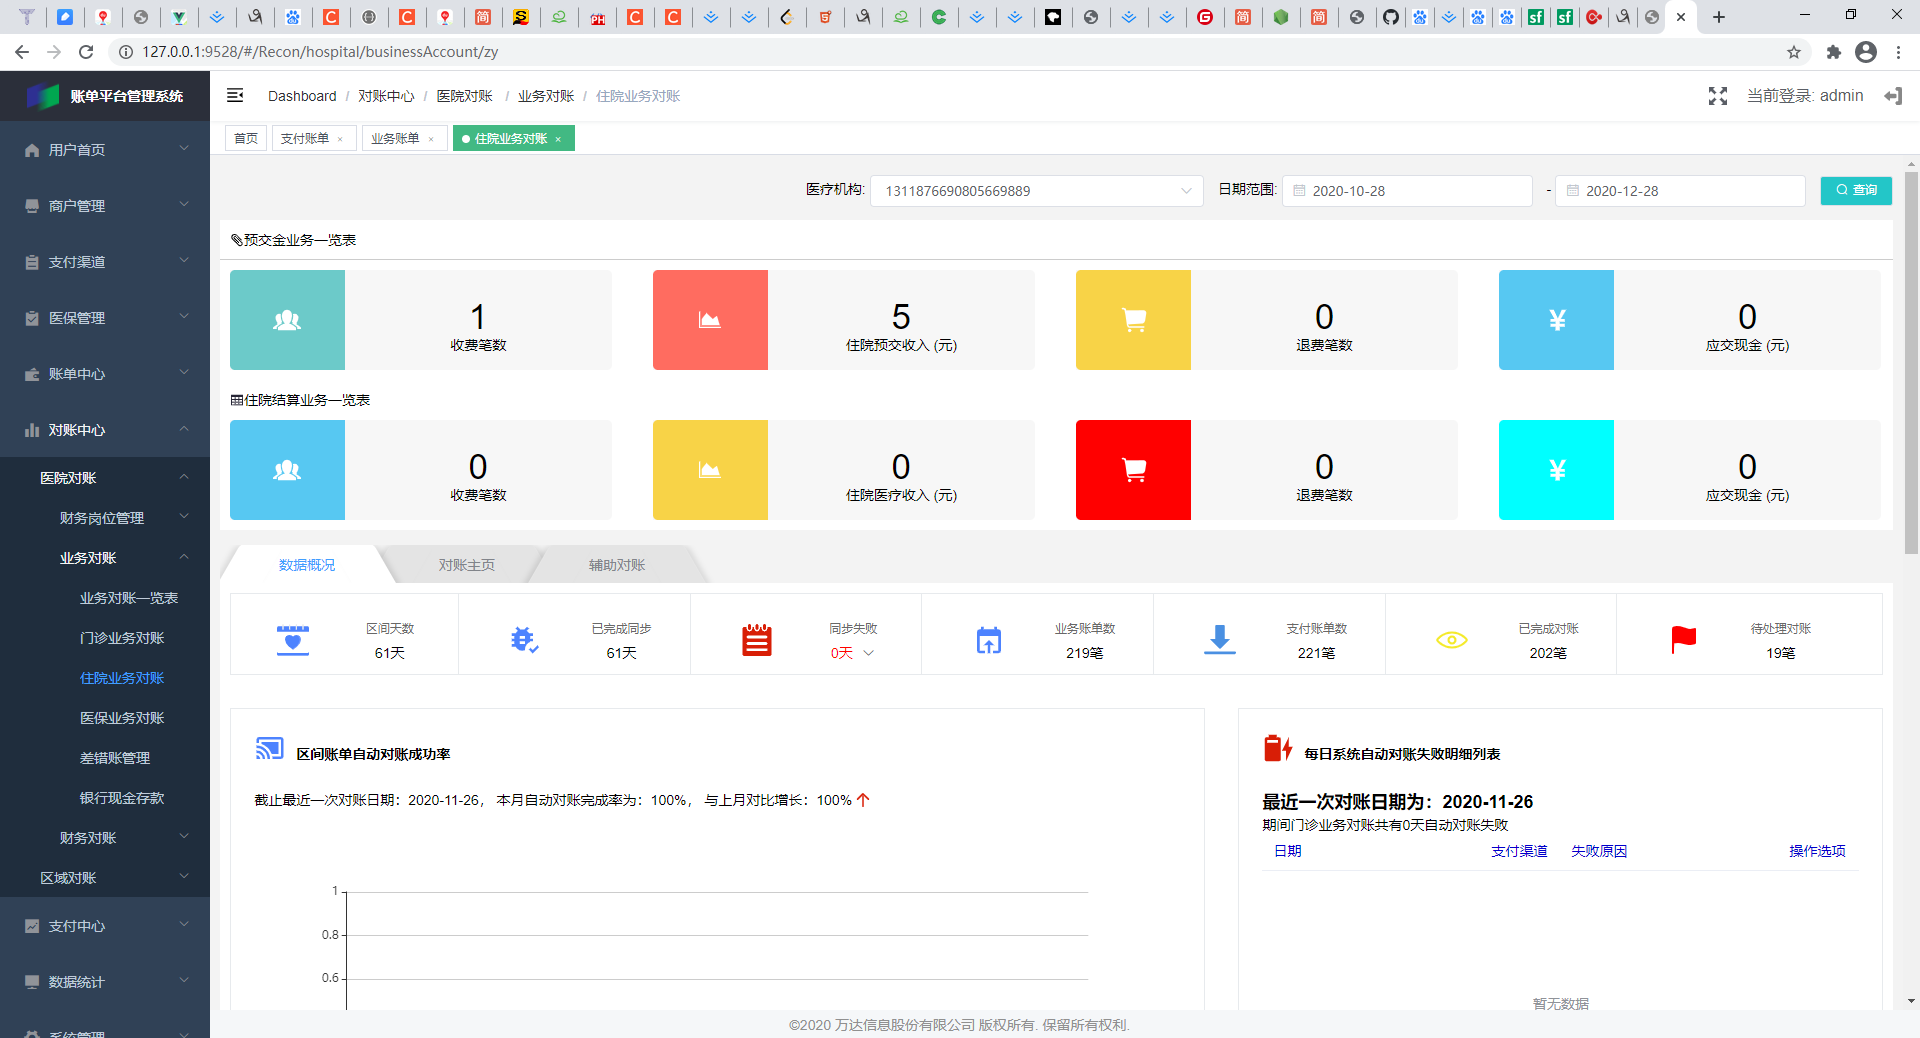 127.0.0.1:9528/#/Recon/hospital/businessAccount/zy
账单平台管理系统
Dashboard / 对账中心 / 医院对账 / 业务对账 / 住院业务对账
当前登录: admin
首页
支付账单 ×
业务账单 ×
住院业务对账 ×
用户首页
商户管理
支付渠道
医保管理
账单中心
对账中心
医院对账
财务岗位管理
业务对账
业务对账一览表
门诊业务对账
住院业务对账
医保业务对账
差错账管理
银行现金存款
财务对账
区域对账
支付中心
数据统计
系统管理
医疗机构: 1311876690805669889
日期范围: 2020-10-28 - 2020-12-28
查询
预交金业务一览表
1
收费笔数
5
住院预交收入 (元)
0
退费笔数
¥
0
应交现金 (元)
住院结算业务一览表
0
收费笔数
0
住院医疗收入 (元)
0
退费笔数
¥
0
应交现金 (元)
数据概况
对账主页
辅助对账
区间天数
61天
已完成同步
61天
同步失败
0天
业务账单数
219笔
支付账单数
221笔
已完成对账
202笔
待处理对账
19笔
区间账单自动对账成功率
截止最近一次对账日期：2020-11-26， 本月自动对账完成率为：100%， 与上月对比增长：100%
1
0.8
0.6
每日系统自动对账失败明细列表
最近一次对账日期为：2020-11-26
期间门诊业务对账共有0天自动对账失败
日期 支付渠道 失败原因 操作选项
暂无数据
©2020 万达信息股份有限公司 版权所有. 保留所有权利.